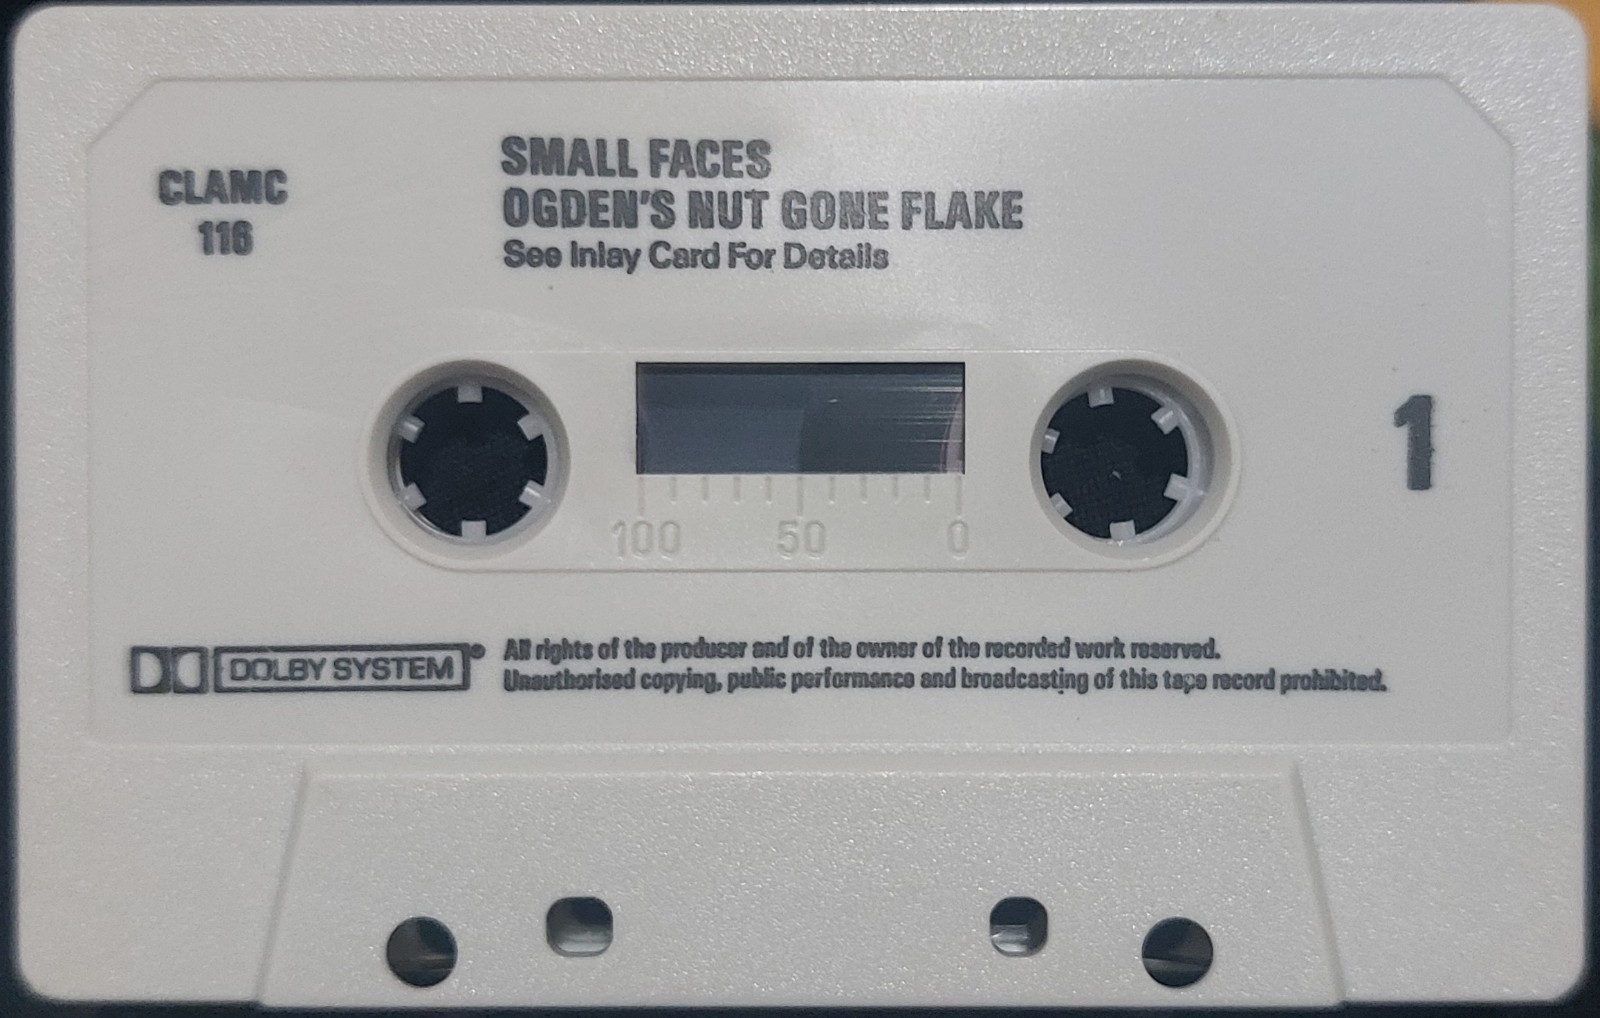 CLAMC
116
SMALL FACES
OGDEN'S NUT GONE FLAKE
See Inlay Card For Details
1
100 50 0
DOLBY SYSTEM®
All rights of the producer and of the owner of the recorded work reserved.
Unauthorised copying, public performance and broadcasting of this tape record prohibited.